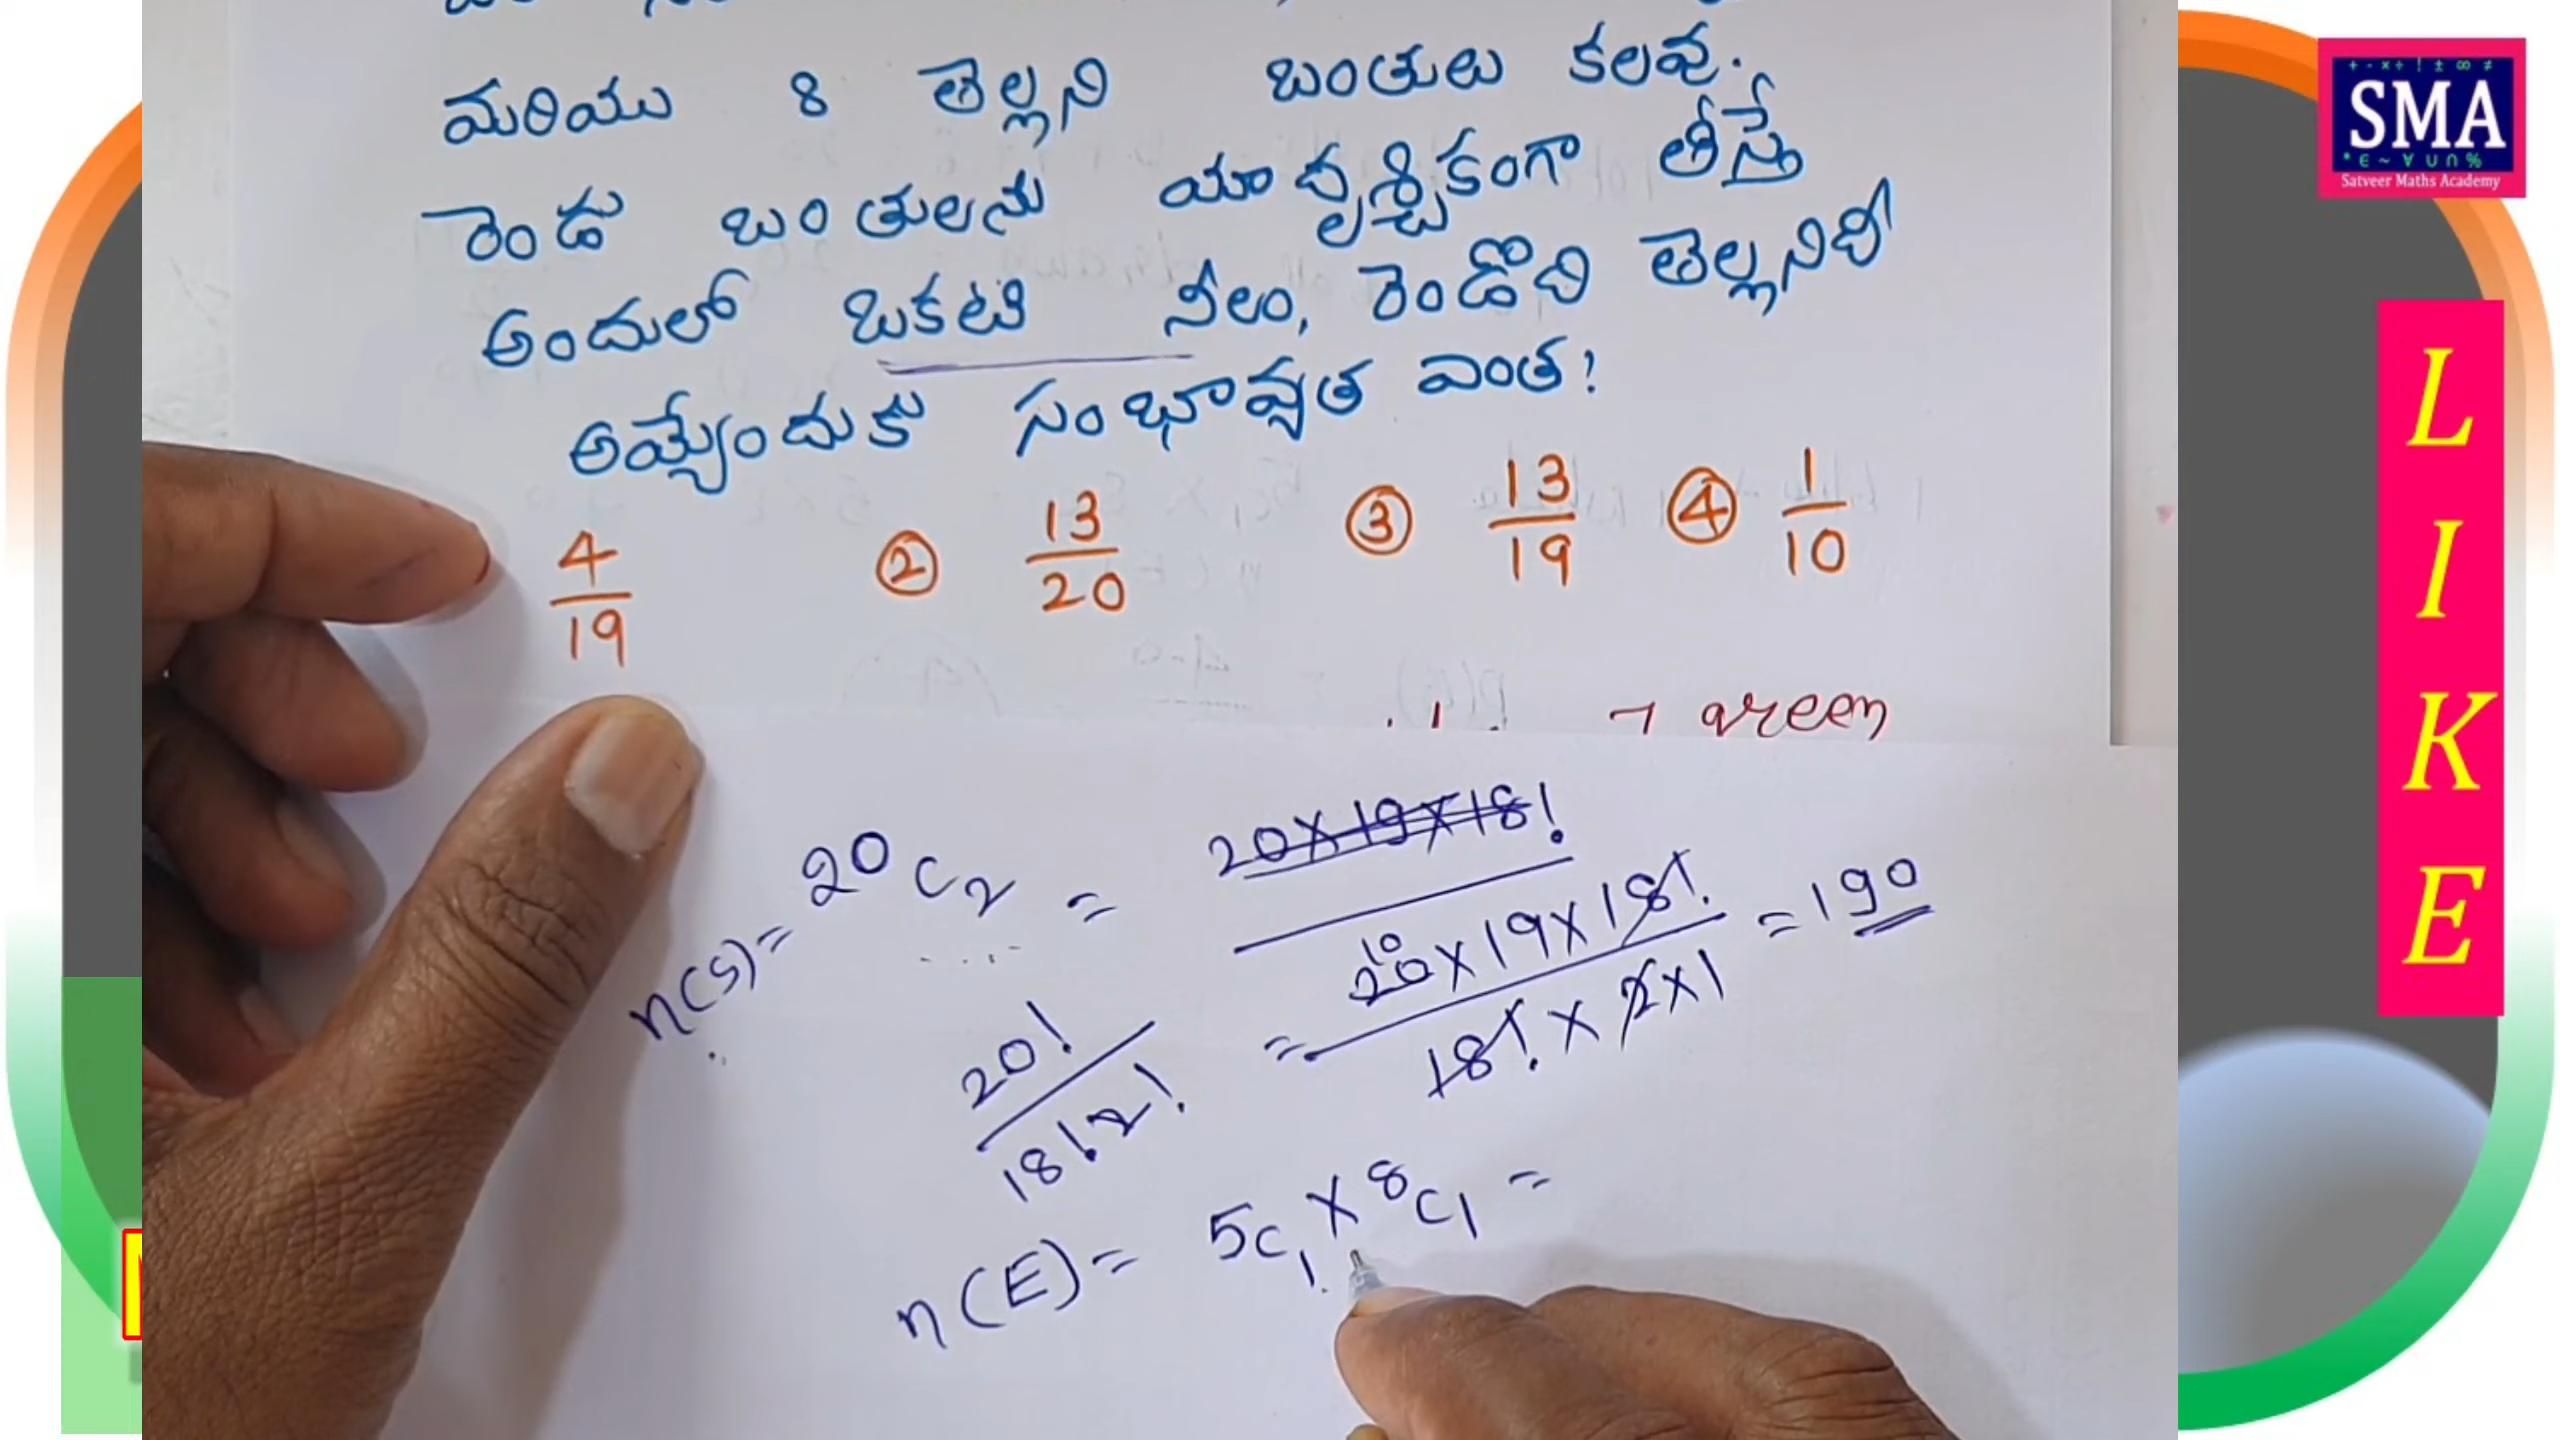 మరియు 8 తెల్లని బంతులు కలవు.
రెండు బంతులను యాదృశ్చికంగా తీస్తే
అందులో ఒకటి నీలం, రెండొది తెల్లనిదీ
అయ్యేందుకు సంభావ్యత ఎంత?
4/19 ② 13/20 ③ 13/19 ④ 1/10
green
n(S) = 20C2 = 20×19×18!
20!/18!2! = 20×19×18!/18!×2×1 = 190
10
n(E) = 5C1 × 8C1 =
+ - × ÷ ! ± ∞ ≠
SMA
* ∈ ~ ∀ ∪ ∩ %
Satveer Maths Academy
L
I
K
E